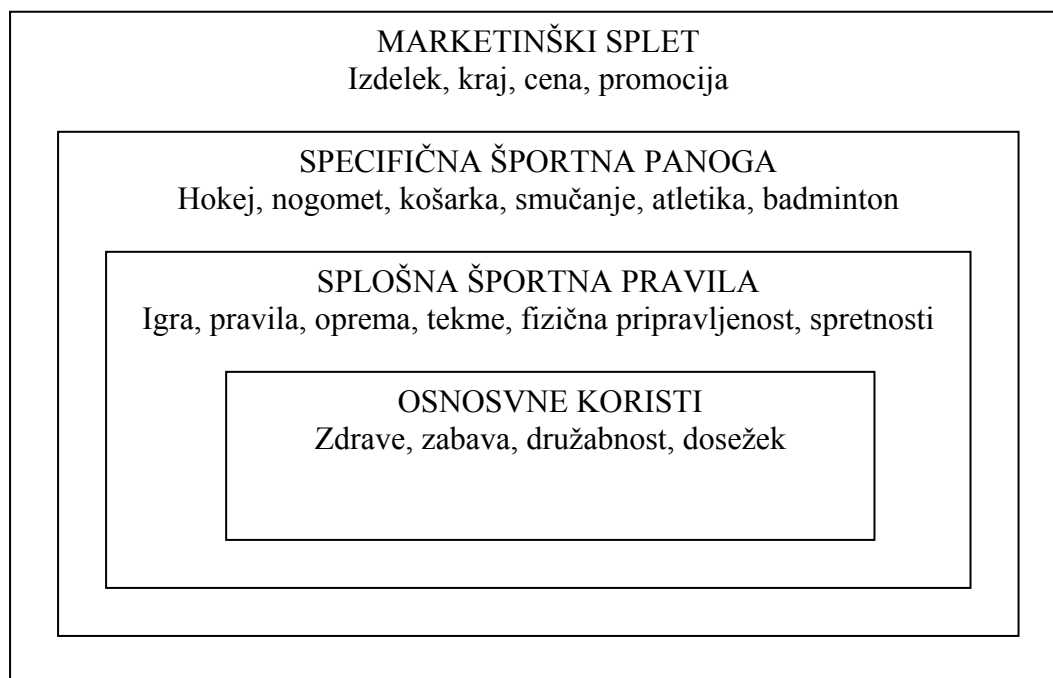 MARKETINŠKI SPLET
Izdelek, kraj, cena, promocija
SPECIFIČNA ŠPORTNA PANOGA
Hokej, nogomet, košarka, smučanje, atletika, badminton
SPLOŠNA ŠPORTNA PRAVILA
Igra, pravila, oprema, tekme, fizična pripravljenost, spretnosti
OSNOSVNE KORISTI
Zdrave, zabava, družabnost, dosežek